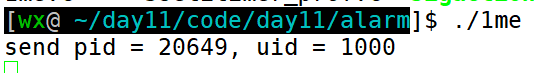 [wx@ ~/day11/code/day11/alarm]$ ./1me
send pid = 20649, uid = 1000